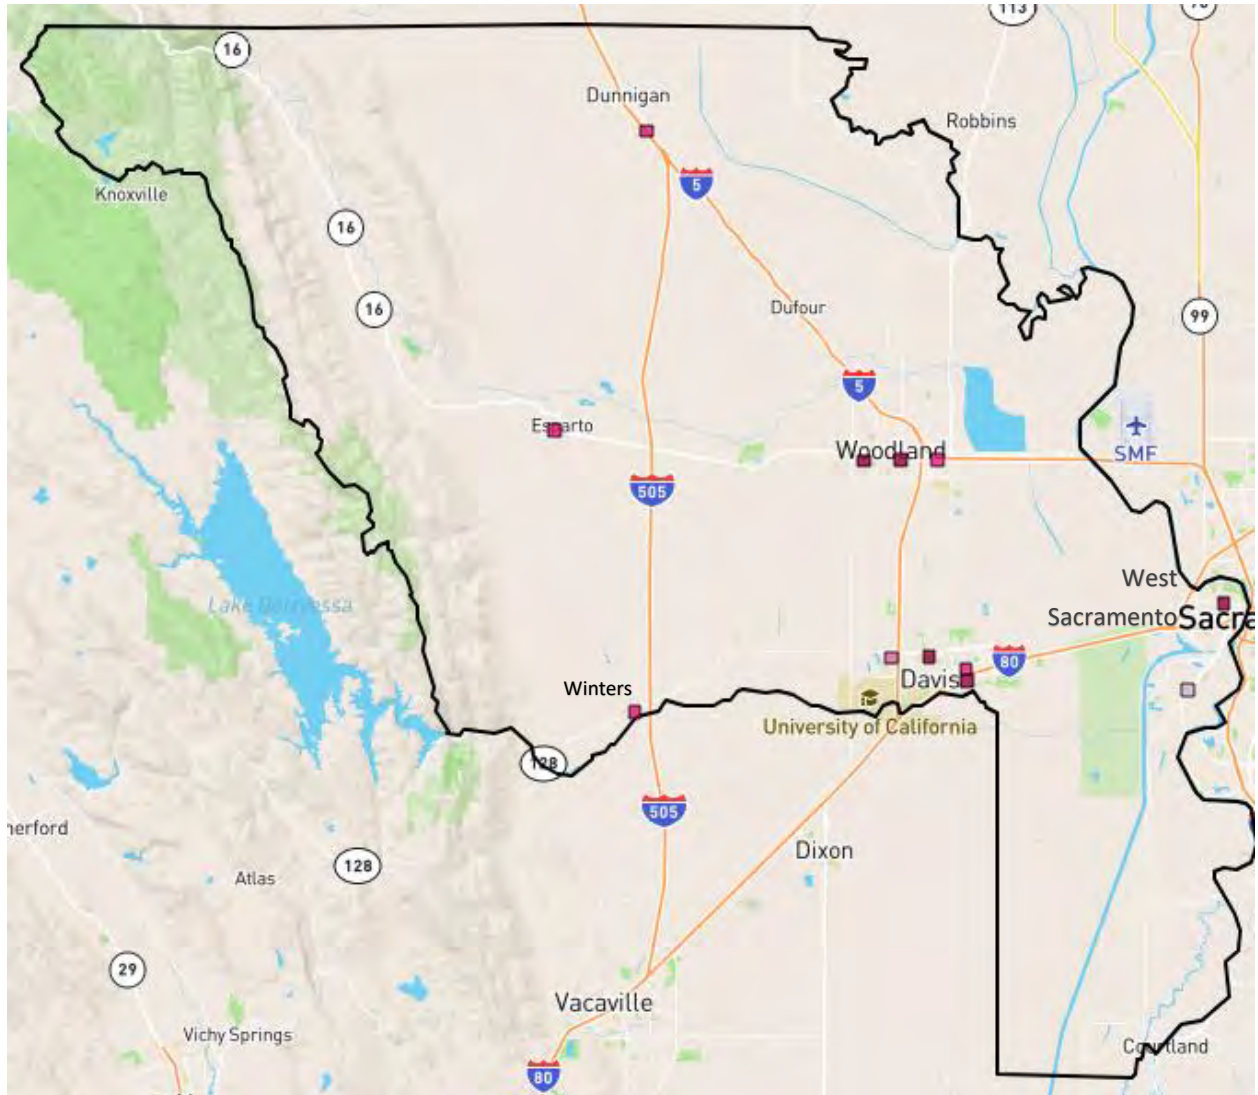 113
16
Dunnigan
Robbins
5
Knoxville
16
16
Dufour
99
5
Esparto
Woodland
SMF
505
West
Lake Berryessa
Sacramento
Sacra
80
Davis
Winters
University of California
128
505
herford
Dixon
128
Atlas
29
Vacaville
Vichy Springs
Courtland
80